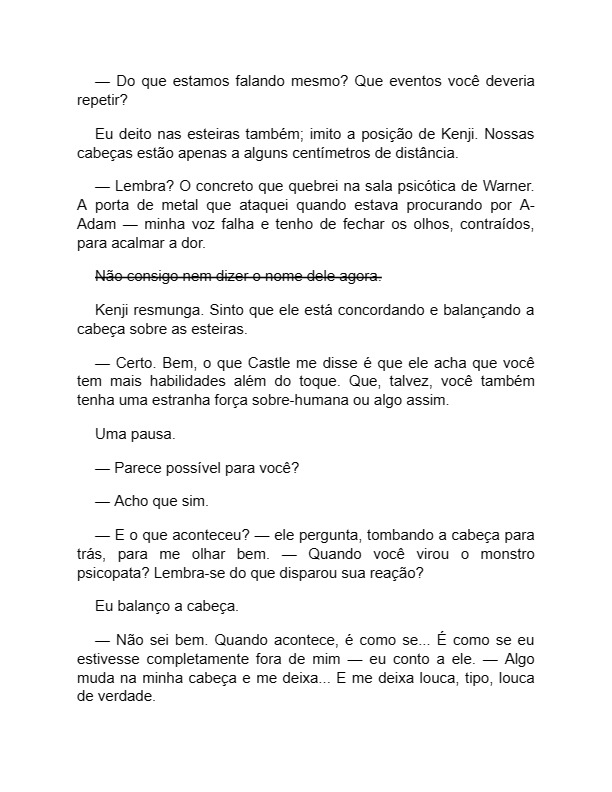 — Do que estamos falando mesmo? Que eventos você deveria
repetir?
Eu deito nas esteiras também; imito a posição de Kenji. Nossas
cabeças estão apenas a alguns centímetros de distância.
— Lembra? O concreto que quebrei na sala psicótica de Warner.
A porta de metal que ataquei quando estava procurando por A-
Adam — minha voz falha e tenho de fechar os olhos, contraídos,
para acalmar a dor.
Não consigo nem dizer o nome dele agora.
Kenji resmunga. Sinto que ele está concordando e balançando a
cabeça sobre as esteiras.
— Certo. Bem, o que Castle me disse é que ele acha que você
tem mais habilidades além do toque. Que, talvez, você também
tenha uma estranha força sobre-humana ou algo assim.
Uma pausa.
— Parece possível para você?
— Acho que sim.
— E o que aconteceu? — ele pergunta, tombando a cabeça para
trás, para me olhar bem. — Quando você virou o monstro
psicopata? Lembra-se do que disparou sua reação?
Eu balanço a cabeça.
— Não sei bem. Quando acontece, é como se... É como se eu
estivesse completamente fora de mim — eu conto a ele. — Algo
muda na minha cabeça e me deixa... E me deixa louca, tipo, louca
de verdade.